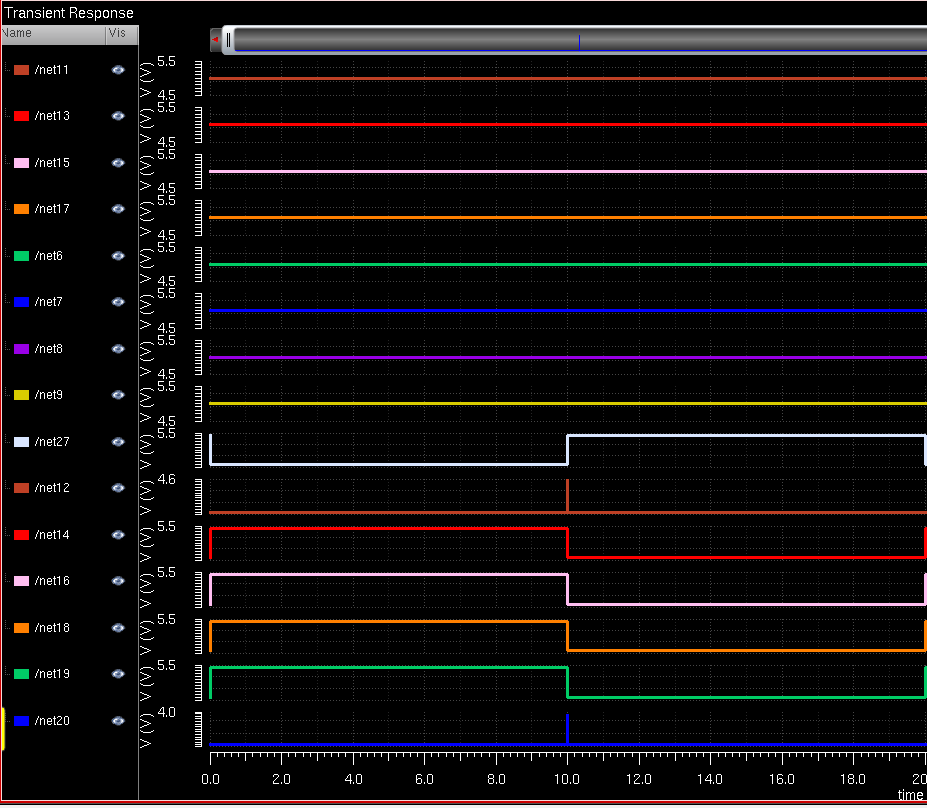 Transient Response
Name Vis
/net11 5.5
4.5
/net13 5.5
4.5
/net15 5.5
4.5
/net17 5.5
4.5
/net6 5.5
4.5
/net7 5.5
4.5
/net8 5.5
4.5
/net9 5.5
4.5
/net27 5.5
/net12 4.6
/net14 5.5
/net16 5.5
/net18 5.5
/net19 5.5
/net20 4.0
0.0 2.0 4.0 6.0 8.0 10.0 12.0 14.0 16.0 18.0 20
time